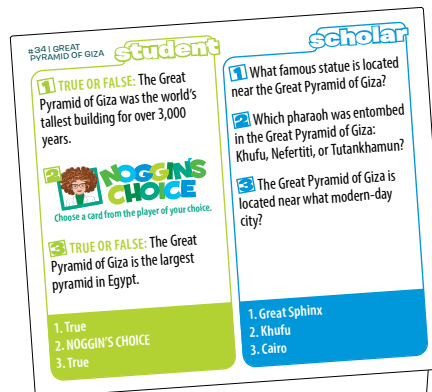 #34 | GREAT
PYRAMID OF GIZA
student
1 TRUE OR FALSE: The Great
Pyramid of Giza was the world's
tallest building for over 3,000
years.
2 NOGGIN'S
CHOICE
Choose a card from the player of your choice.
3 TRUE OR FALSE: The Great
Pyramid of Giza is the largest
pyramid in Egypt.
1. True
2. NOGGIN'S CHOICE
3. True
scholar
1 What famous statue is located
near the Great Pyramid of Giza?
2 Which pharaoh was entombed
in the Great Pyramid of Giza:
Khufu, Nefertiti, or Tutankhamun?
3 The Great Pyramid of Giza is
located near what modern-day
city?
1. Great Sphinx
2. Khufu
3. Cairo